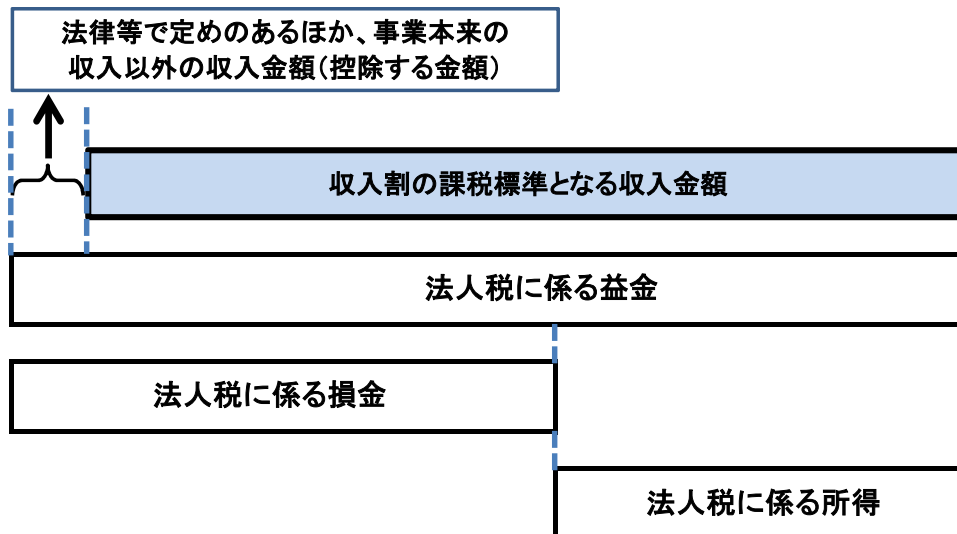 法律等で定めのあるほか、事業本来の
収入以外の収入金額（控除する金額）
収入割の課税標準となる収入金額
法人税に係る益金
法人税に係る損金
法人税に係る所得